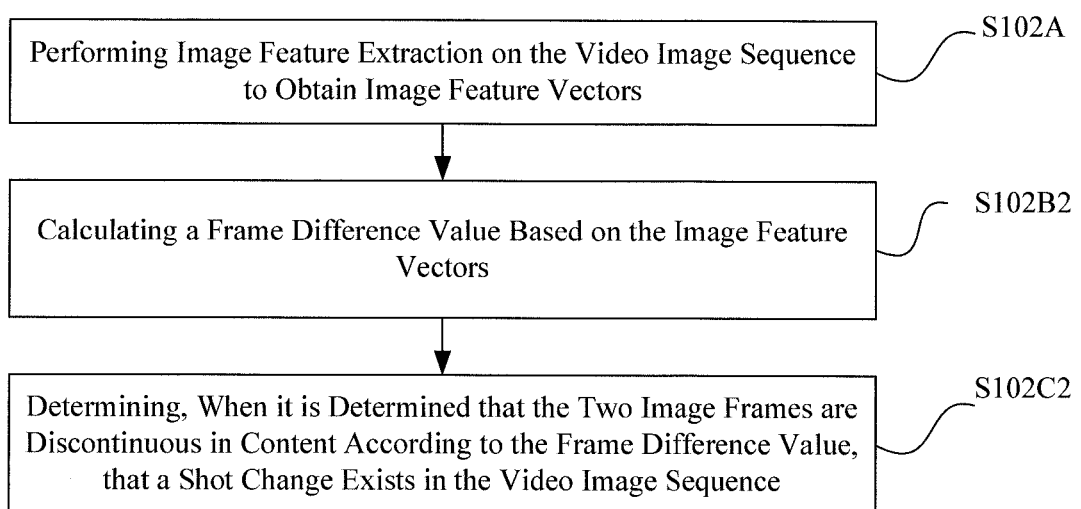 S102A
Performing Image Feature Extraction on the Video Image Sequence
to Obtain Image Feature Vectors
S102B2
Calculating a Frame Difference Value Based on the Image Feature
Vectors
S102C2
Determining, When it is Determined that the Two Image Frames are
Discontinuous in Content According to the Frame Difference Value,
that a Shot Change Exists in the Video Image Sequence